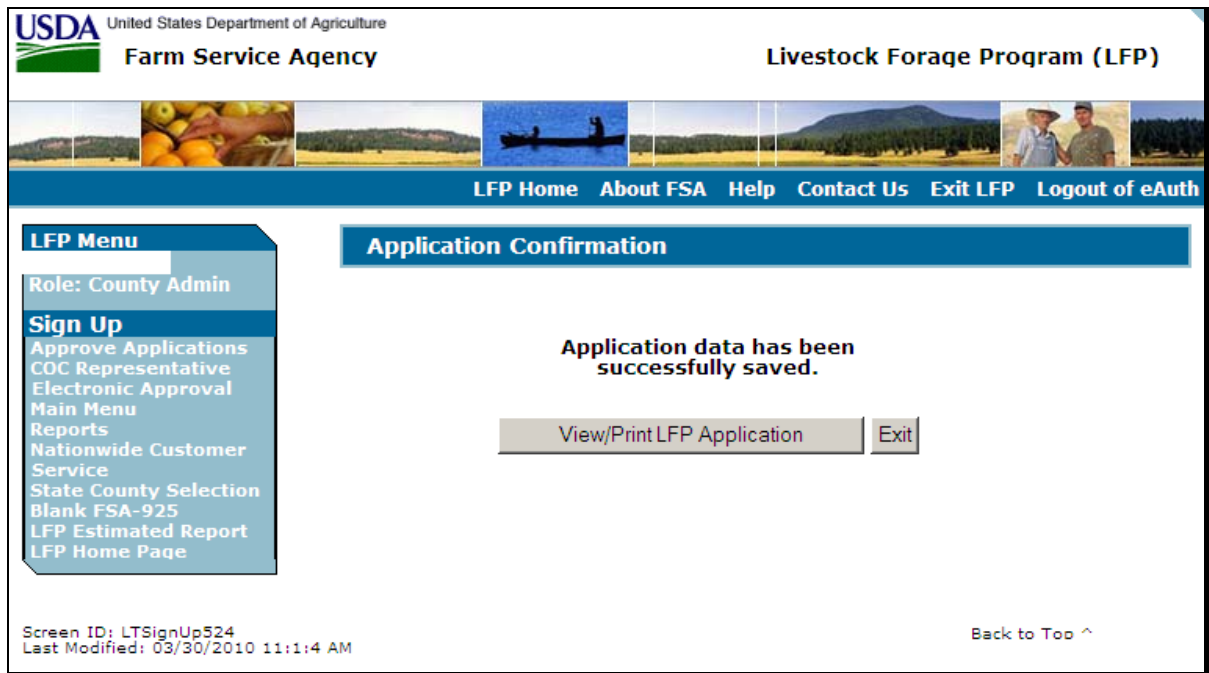 USDA United States Department of Agriculture
Farm Service Agency
Livestock Forage Program (LFP)
LFP Home About FSA Help Contact Us Exit LFP Logout of eAuth
LFP Menu
Role: County Admin
Sign Up
Approve Applications
COC Representative
Electronic Approval
Main Menu
Reports
Nationwide Customer
Service
State County Selection
Blank FSA-925
LFP Estimated Report
LFP Home Page
Application Confirmation
Application data has been
successfully saved.
View/Print LFP Application Exit
Screen ID: LTSignUp524
Last Modified: 03/30/2010 11:1:4 AM
Back to Top ^